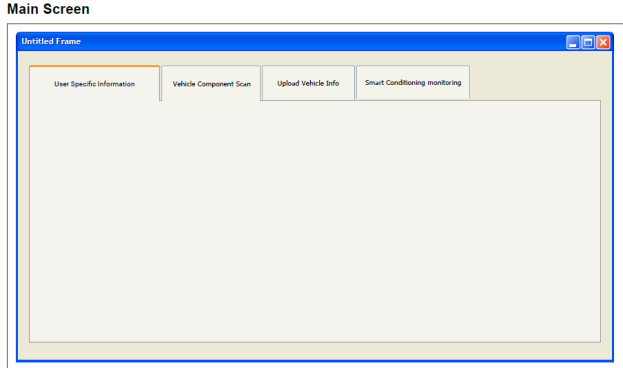 Main Screen
Untitled Frame
User Specific Information
Vehicle Component Scan
Upload Vehicle Info
Smart Conditioning monitoring